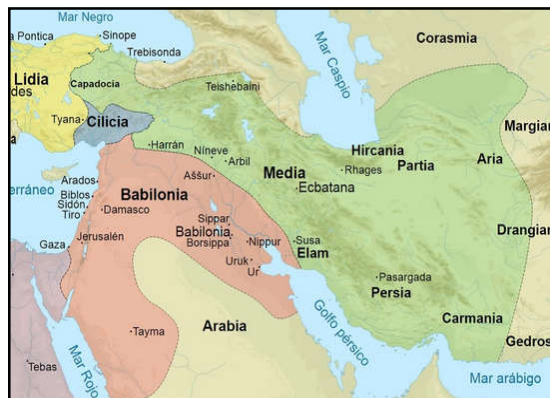 Mar Negro
Corasmia
a Pontica
Sinope
Trebisonda
Mar Caspio
Lidia
des
Capadocia
Teishebaini
Tyana
Cilicia
Margian
Hircania
Partia
Aria
Harrán
Nínive
Arbil
Media
Rhages
Ecbatana
a
erráneo
Arados
Biblos
Sidón
Tiro
Aššur
Babilonia
Damasco
Sippar
Babilonia
Borsippa
Nippur
Susa
Elam
Drangian
Gaza
Jerusalén
Uruk
Ur
Pasargada
Persia
Tayma
Arabia
Golfo pérsico
Carmania
Gedros
Tebas
Mar Rojo
Mar arábigo